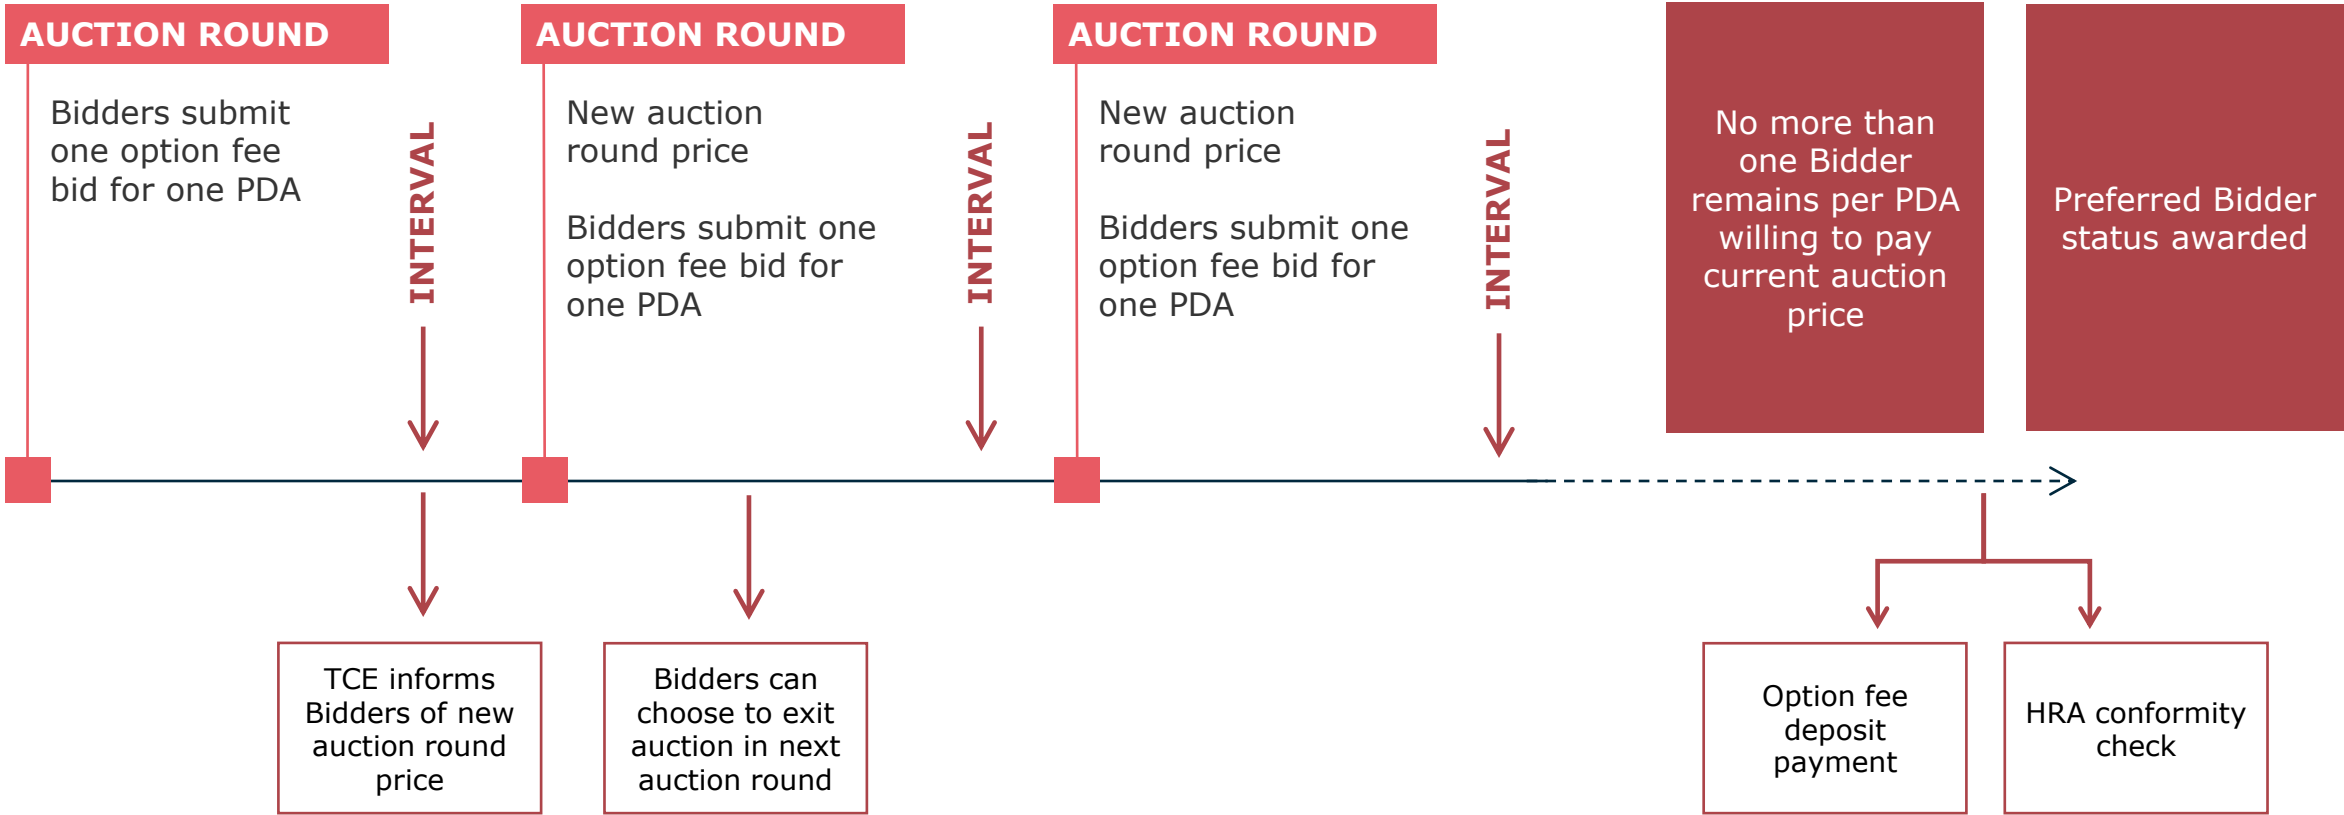 AUCTION ROUND
Bidders submit
one option fee
bid for one PDA
INTERVAL
AUCTION ROUND
New auction
round price
Bidders submit one
option fee bid for
one PDA
INTERVAL
AUCTION ROUND
New auction
round price
Bidders submit one
option fee bid for
one PDA
INTERVAL
No more than
one Bidder
remains per PDA
willing to pay
current auction
price
Preferred Bidder
status awarded
TCE informs
Bidders of new
auction round
price
Bidders can
choose to exit
auction in next
auction round
Option fee
deposit
payment
HRA conformity
check